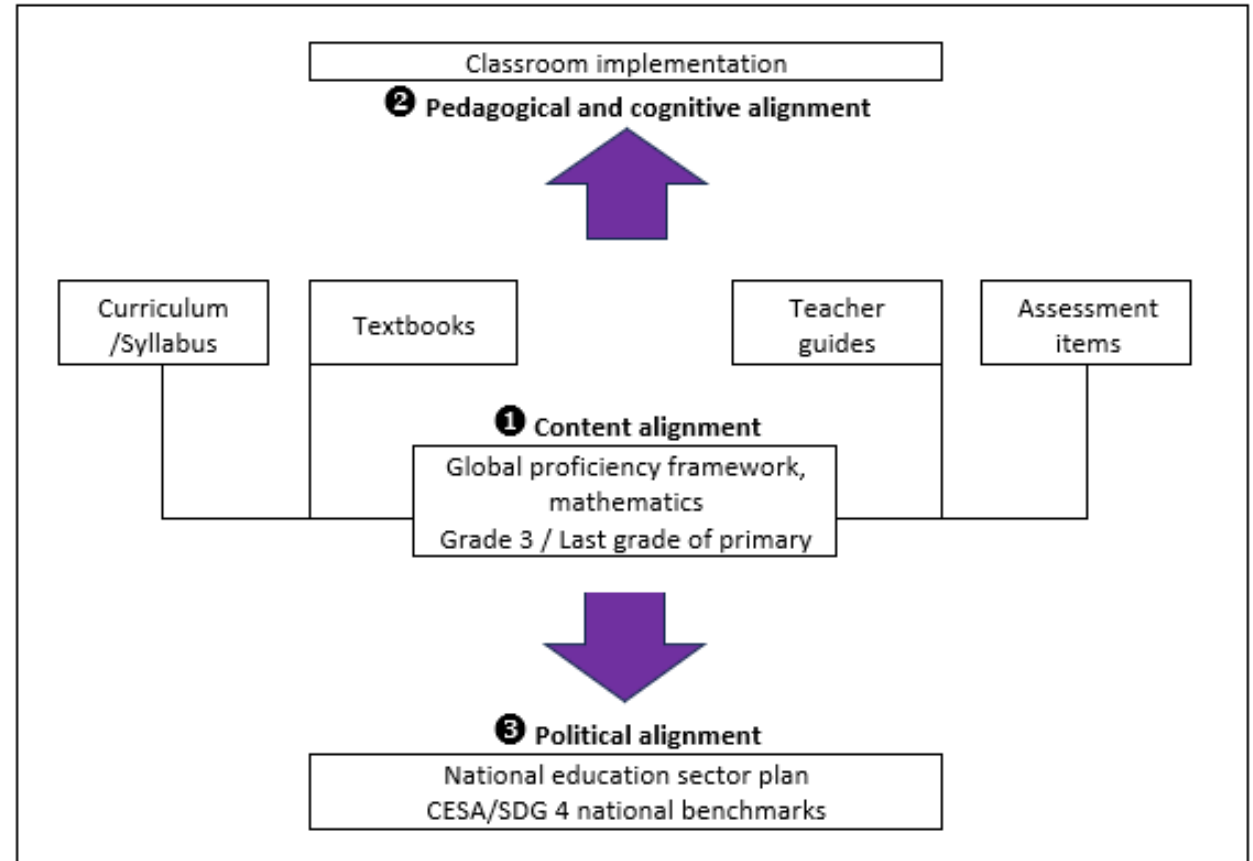 Classroom implementation
❷ Pedagogical and cognitive alignment
Curriculum
/Syllabus
Textbooks
Teacher
guides
Assessment
items
❶ Content alignment
Global proficiency framework,
mathematics
Grade 3 / Last grade of primary
❸ Political alignment
National education sector plan
CESA/SDG 4 national benchmarks